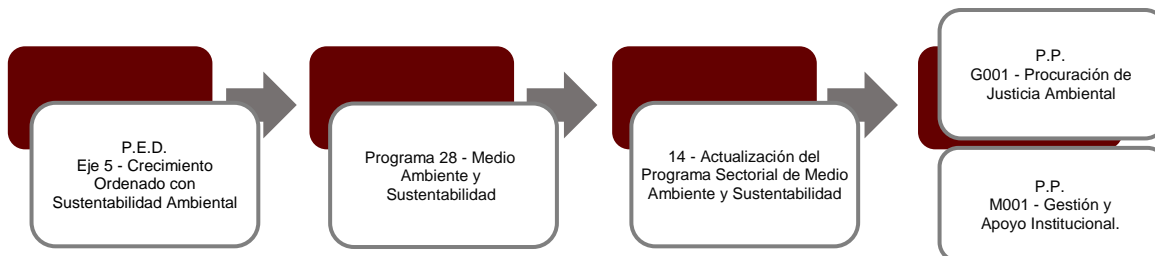 P.E.D.
Eje 5 - Crecimiento
Ordenado con
Sustentabilidad Ambiental
Programa 28 - Medio
Ambiente y
Sustentabilidad
14 - Actualización del
Programa Sectorial de Medio
Ambiente y Sustentabilidad
P.P.
G001 - Procuración de
Justicia Ambiental
P.P.
M001 - Gestión y
Apoyo Institucional.